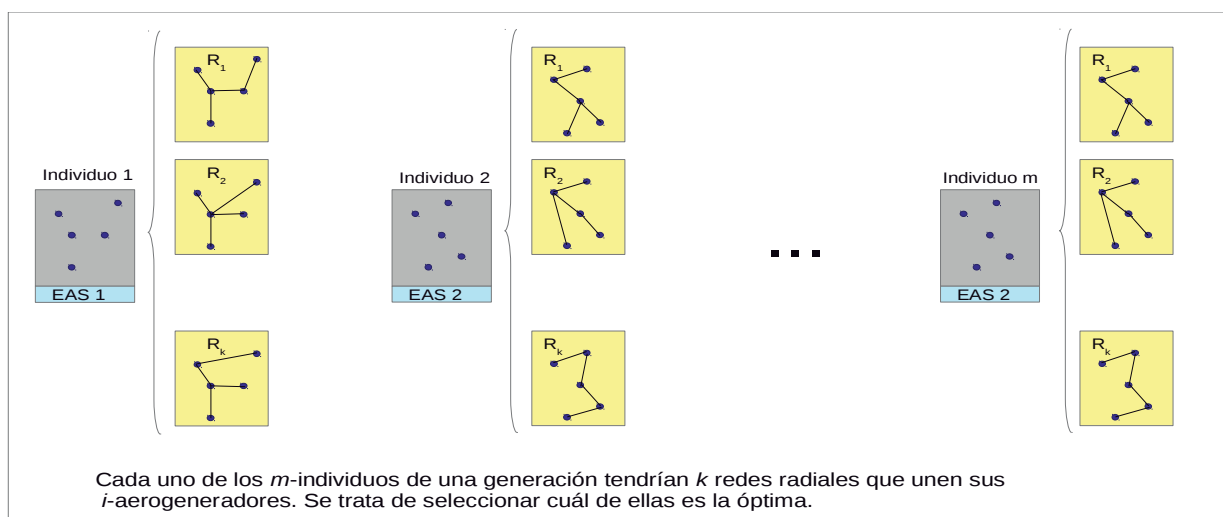 R1
R1
R1
Individuo 1
R2
Individuo 2
R2
Individuo m
R2
EAS 1
EAS 2
...
EAS 2
Rk
Rk
Rk
Cada uno de los m-individuos de una generación tendrían k redes radiales que unen sus
i-aerogeneradores. Se trata de seleccionar cuál de ellas es la óptima.